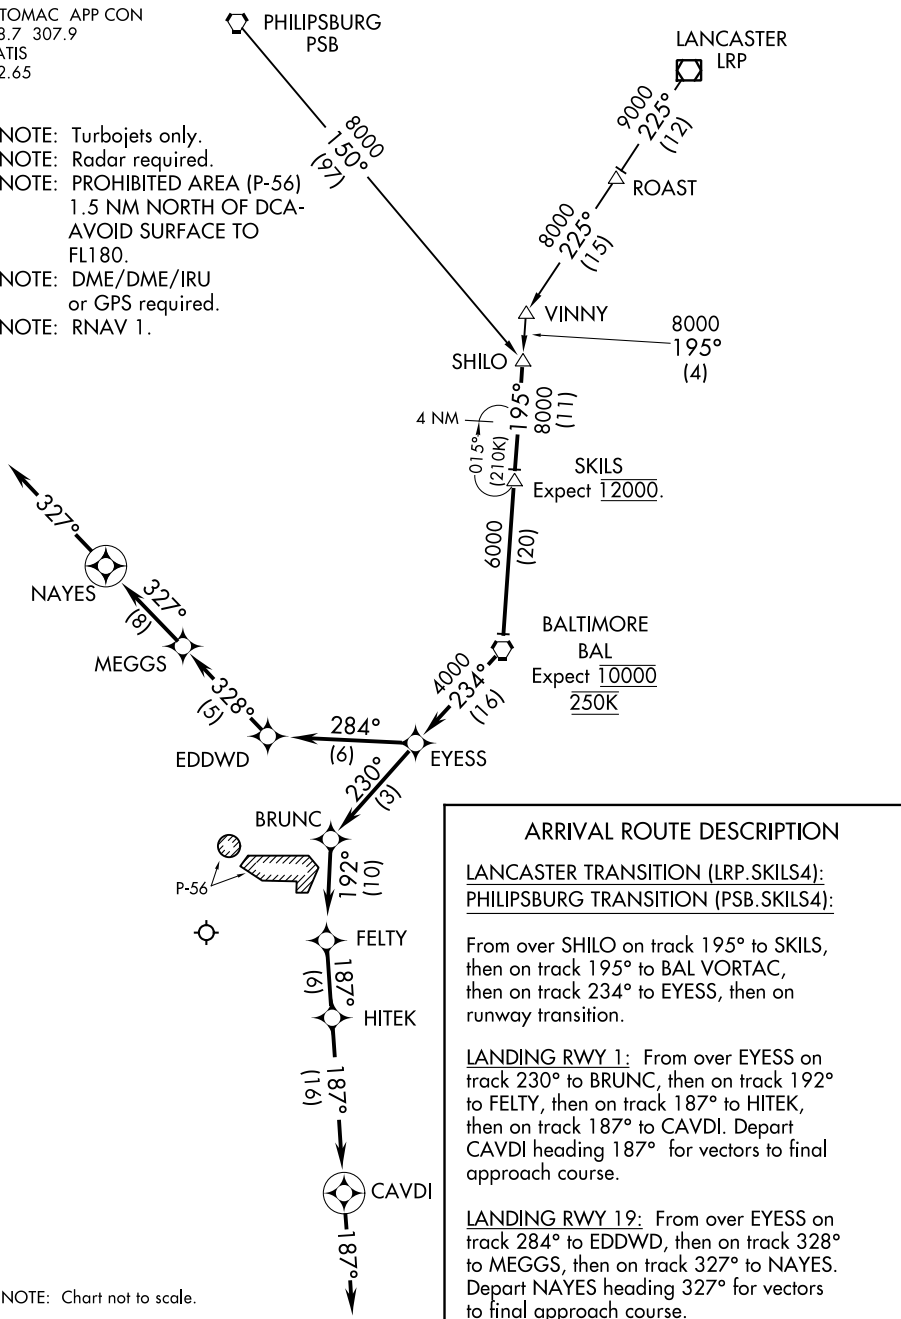 TOMAC APP CON
3.7 307.9
ATIS
2.65
PHILIPSBURG
PSB
LANCASTER
LRP
NOTE: Turbojets only.
NOTE: Radar required.
NOTE: PROHIBITED AREA (P-56)
1.5 NM NORTH OF DCA-
AVOID SURFACE TO
FL180.
NOTE: DME/DME/IRU
or GPS required.
NOTE: RNAV 1.
8000
150°
(97)
9000
225°
(12)
ROAST
8000
225°
(15)
VINNY
8000
195°
(4)
SHILO
195°
8000
(11)
4 NM
015°
(210K)
SKILS
Expect 12000.
6000
(20)
BALTIMORE
BAL
Expect 10000
250K
4000
234°
(16)
327°
NAYES
327°
(8)
MEGGS
328°
(5)
EDDWD
284°
(6)
EYESS
230°
(3)
BRUNC
P-56
192°
(10)
FELTY
187°
(6)
HITEK
187°
(16)
CAVDI
187°
ARRIVAL ROUTE DESCRIPTION
LANCASTER TRANSITION (LRP.SKILS4):
PHILIPSBURG TRANSITION (PSB.SKILS4):
From over SHILO on track 195° to SKILS,
then on track 195° to BAL VORTAC,
then on track 234° to EYESS, then on
runway transition.
LANDING RWY 1: From over EYESS on
track 230° to BRUNC, then on track 192°
to FELTY, then on track 187° to HITEK,
then on track 187° to CAVDI. Depart
CAVDI heading 187° for vectors to final
approach course.
LANDING RWY 19: From over EYESS on
track 284° to EDDWD, then on track 328°
to MEGGS, then on track 327° to NAYES.
Depart NAYES heading 327° for vectors
to final approach course.
NOTE: Chart not to scale.